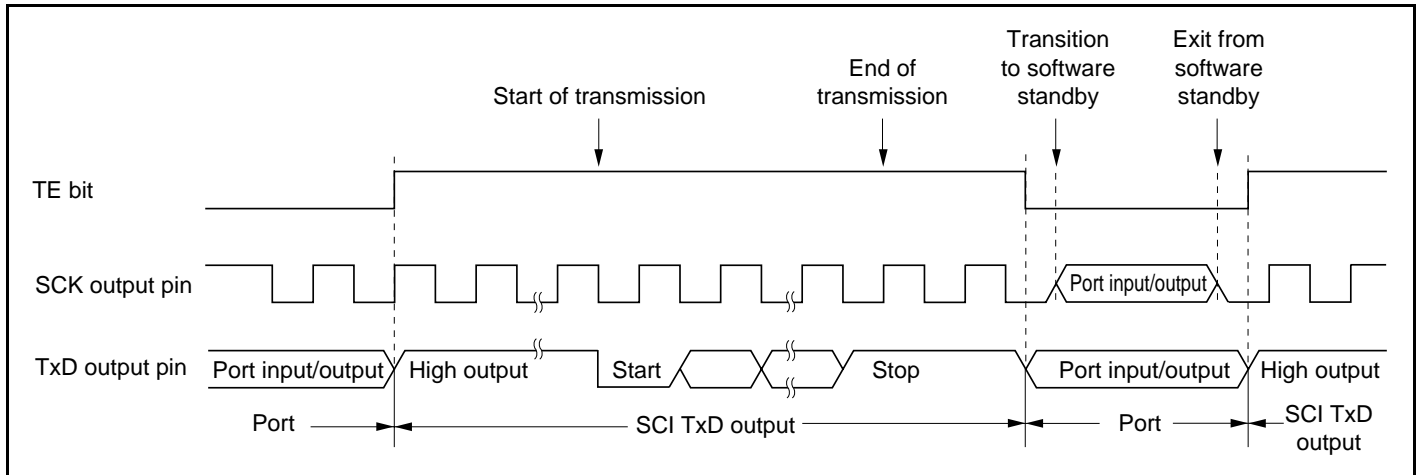 Start of transmission
End of
transmission
Transition
to software
standby
Exit from
software
standby
TE bit
SCK output pin
Port input/output
TxD output pin
Port input/output
High output
Start
Stop
Port input/output
High output
Port
SCI TxD output
Port
SCI TxD
output